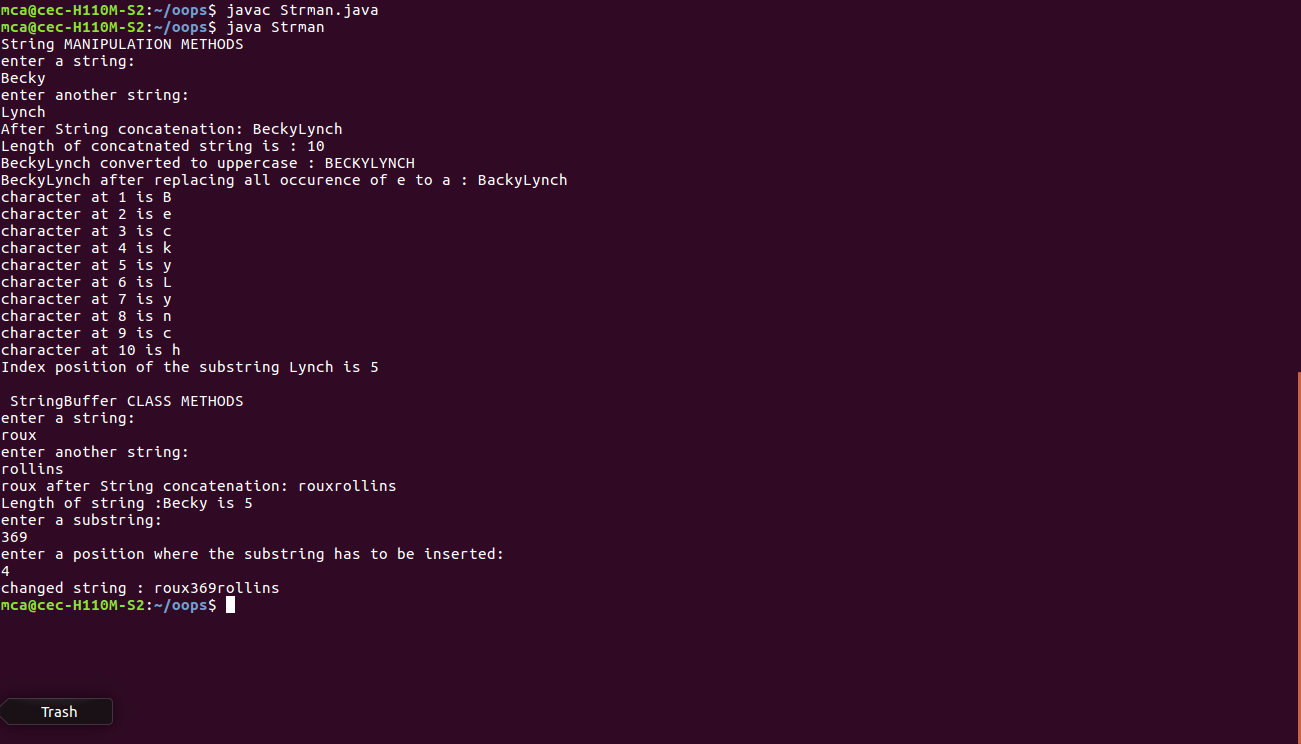 mca@cec-H110M-S2:~/oops$ javac Strman.java
mca@cec-H110M-S2:~/oops$ java Strman
String MANIPULATION METHODS
enter a string:
Becky
enter another string:
Lynch
After String concatenation: BeckyLynch
Length of concatnated string is : 10
BeckyLynch converted to uppercase : BECKYLYNCH
BeckyLynch after replacing all occurence of e to a : BackyLynch
character at 1 is B
character at 2 is e
character at 3 is c
character at 4 is k
character at 5 is y
character at 6 is L
character at 7 is y
character at 8 is n
character at 9 is c
character at 10 is h
Index position of the substring Lynch is 5

 StringBuffer CLASS METHODS
enter a string:
roux
enter another string:
rollins
roux after String concatenation: rouxrollins
Length of string :Becky is 5
enter a substring:
369
enter a position where the substring has to be inserted:
4
changed string : roux369rollins
mca@cec-H110M-S2:~/oops$
Trash